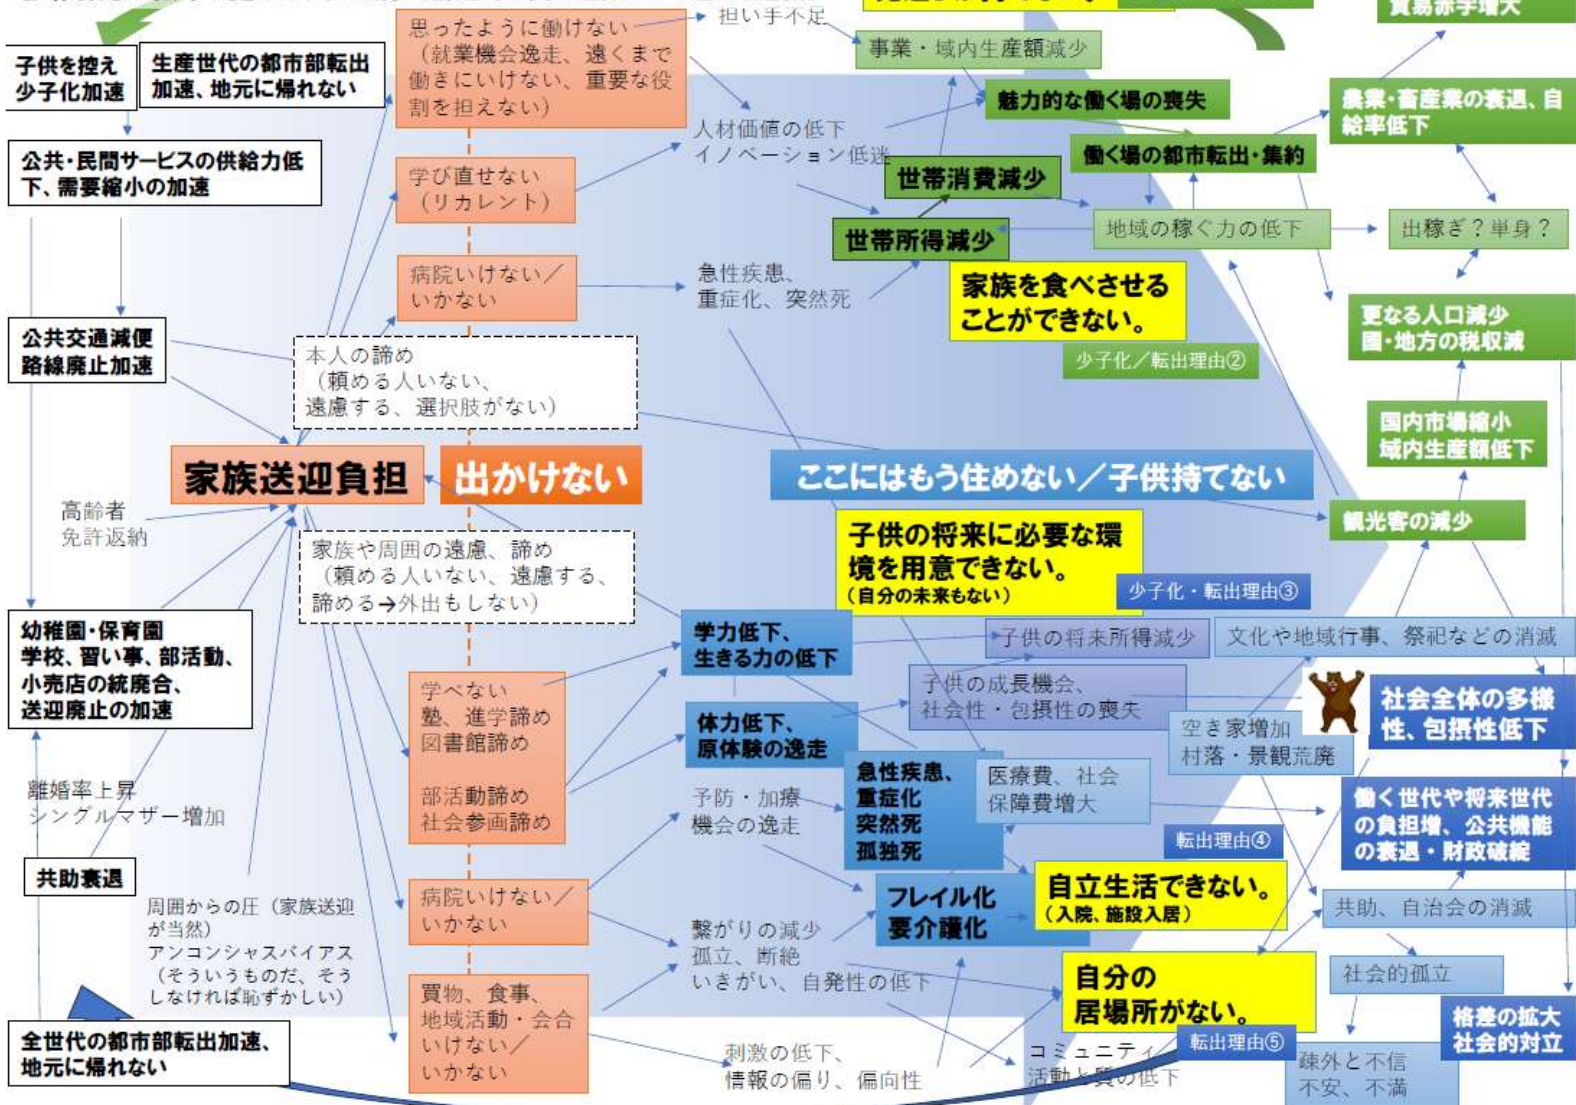 貿易赤字増大
担い手不足
思ったように働けない
（就業機会逸走、遠くまで
働きにいけない、重要な役
割を担えない）
事業・域内生産額減少
子供を控え
少子化加速
生産世代の都市部転出
加速、地元に帰れない
魅力的な働く場の喪失
農業・畜産業の衰退、自
給率低下
人材価値の低下
イノベーション低迷
公共・民間サービスの供給力低
下、需要縮小の加速
働く場の都市転出・集約
学び直せない
（リカレント）
世帯消費減少
世帯所得減少
地域の稼ぐ力の低下
出稼ぎ？単身？
病院いけない／
いかない
急性疾患、
重症化、突然死
家族を食べさせる
ことができない。
少子化／転出理由②
更なる人口減少
國・地方の税収減
公共交通減便
路線廃止加速
本人の諦め
（頼める人いない、
遠慮する、選択肢がない）
国内市場縮小
域内生産額低下
家族送迎負担
出かけない
ここにはもう住めない／子供持てない
高齢者
免許返納
観光客の減少
家族や周囲の遠慮、諦め
（頼める人いない、遠慮する、
諦める→外出もしない）
子供の将来に必要な環
境を用意できない。
（自分の未来もない）
少子化・転出理由③
幼稚園・保育園
学校、習い事、部活動、
小売店の統廃合、
送迎廃止の加速
学力低下、
生きる力の低下
子供の将来所得減少
文化や地域行事、祭祀などの消滅
学べない
塾、進学諦め
図書館諦め
部活動諦め
社会参画諦め
体力低下、
原体験の逸走
子供の成長機会、
社会性・包摂性の喪失
空き家増加
村落・景観荒廃
社会全体の多様
性、包摂性低下
離婚率上昇
シングルマザー増加
予防・加療
機会の逸走
急性疾患、
重症化
突然死
孤独死
医療費、社会
保障費増大
働く世代や将来世代
の負担増、公共機能
の衰退・財政破綻
転出理由④
共助衰退
病院いけない／
いかない
フレイル化
要介護化
自立生活できない。
（入院、施設入居）
共助、自治会の消滅
周囲からの圧（家族送迎
が当然）
アンコンシャスバイアス
（そういうものだ、そう
しなければ恥ずかしい）
繋がりの減少
孤立、断絶
いきがい、自発性の低下
社会的孤立
自分の
居場所がない。
転出理由⑤
買物、食事、
地域活動・会合
いけない／
いかない
格差の拡大
社会的対立
全世代の都市部転出加速、
地元に帰れない
刺激の低下、
情報の偏り、偏向性
コミュニティ
活動と質の低下
疎外と不信
不安、不満